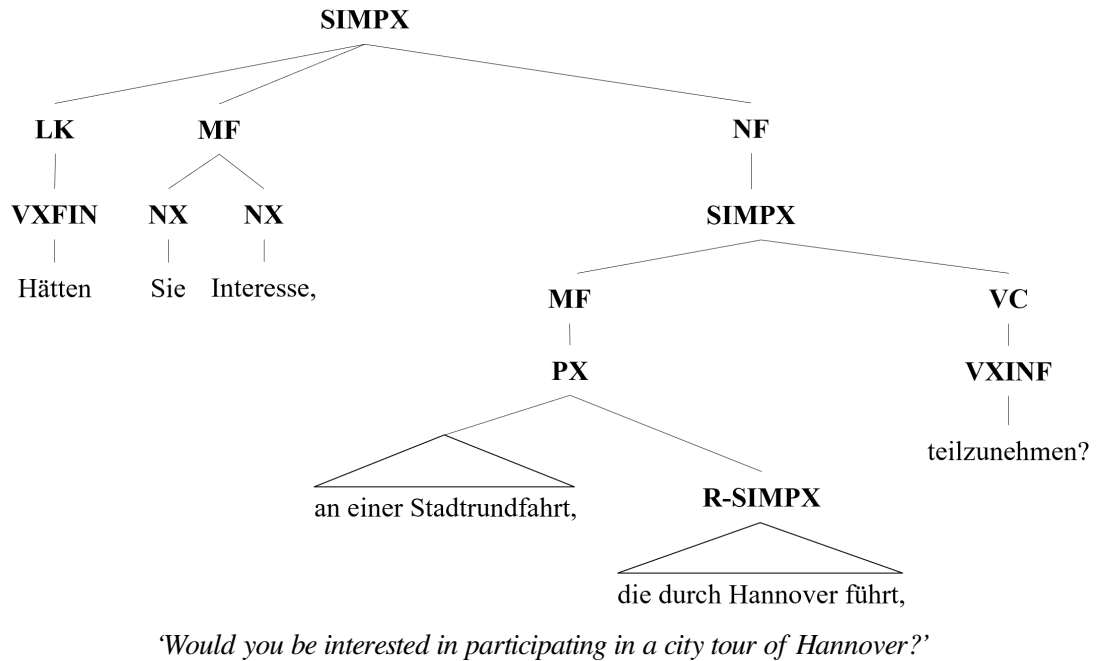 SIMPX
LK MF NF
VXFIN NX NX SIMPX
Hätten Sie Interesse,
MF VC
PX VXINF
teilzunehmen?
an einer Stadtrundfahrt,
R-SIMPX
die durch Hannover führt,
‘Would you be interested in participating in a city tour of Hannover?’